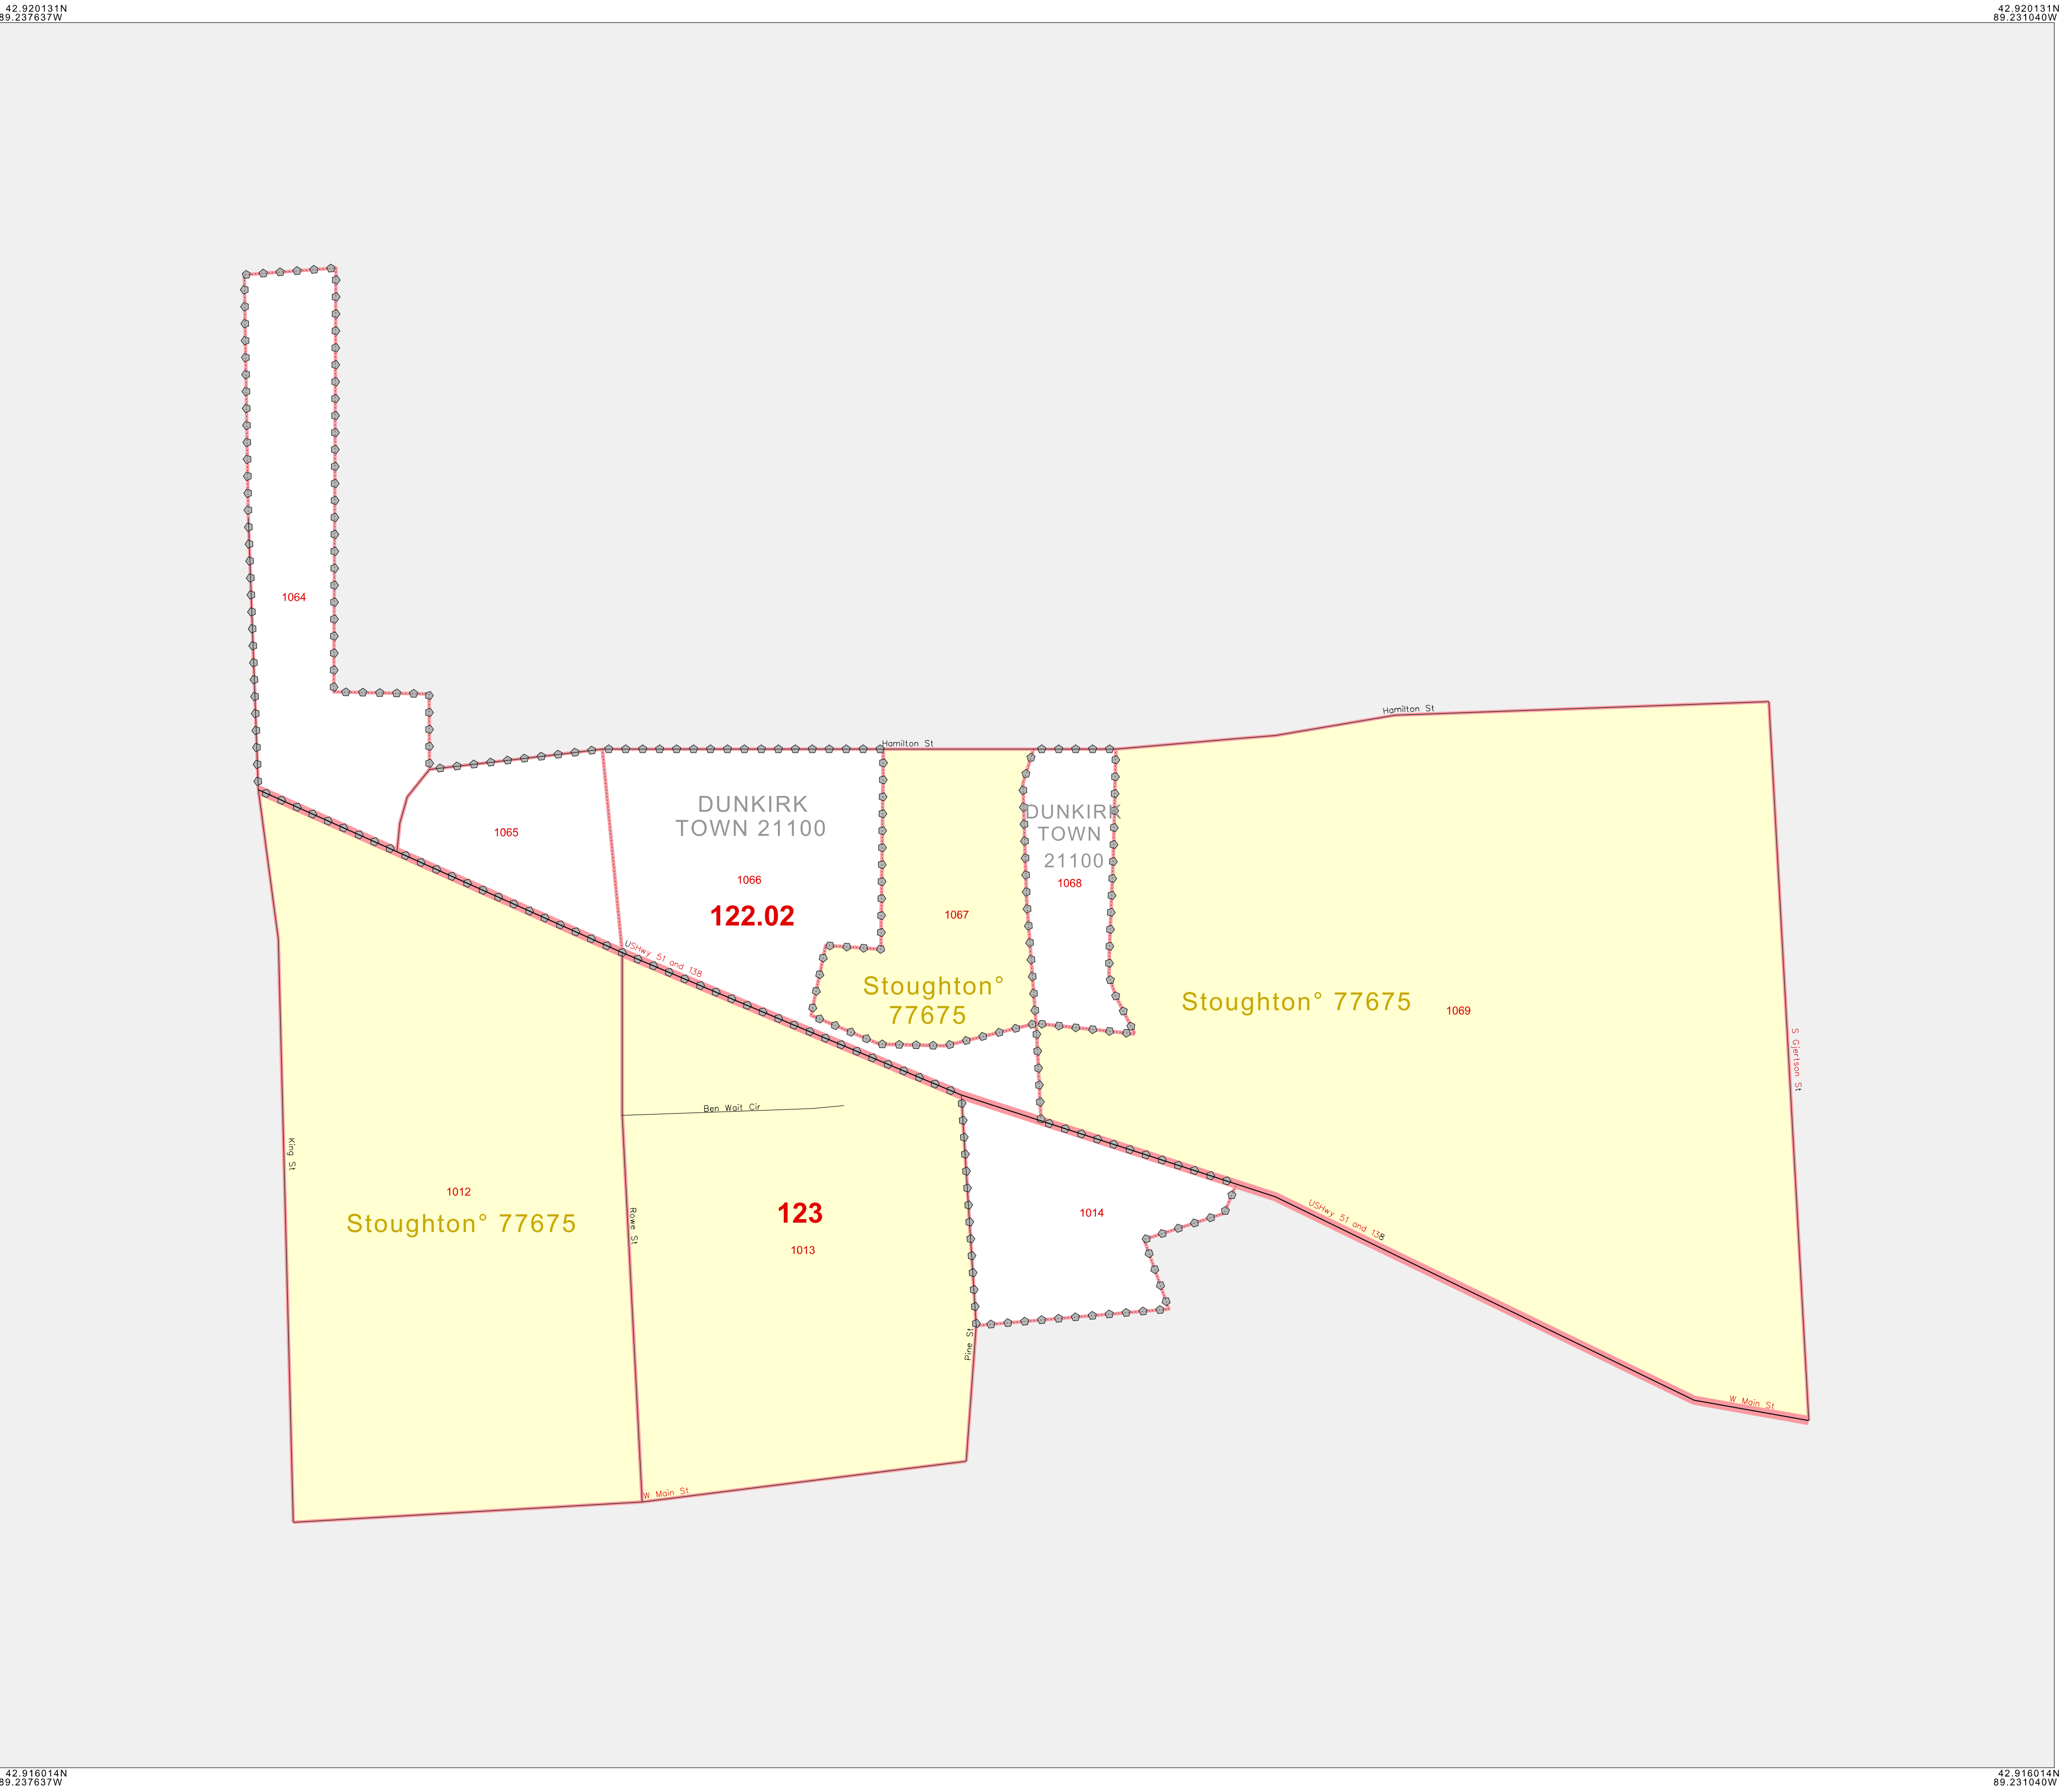 42.920131N
89.237637W
42.920131N
89.231040W
1064
Hamilton St
Hamilton St
DUNKIRK
TOWN 21100
DUNKIRK
TOWN
21100
1065
1066
1068
122.02
1067
USHwy 51 and 138
Stoughton°
77675
Stoughton° 77675
1069
S Gjertson St
Ben Wait Cir
King St
1012
Stoughton° 77675
Rowe St
123
1013
1014
USHwy 51 and 138
Pine St
W Main St
W Main St
42.916014N
89.237637W
42.916014N
89.231040W